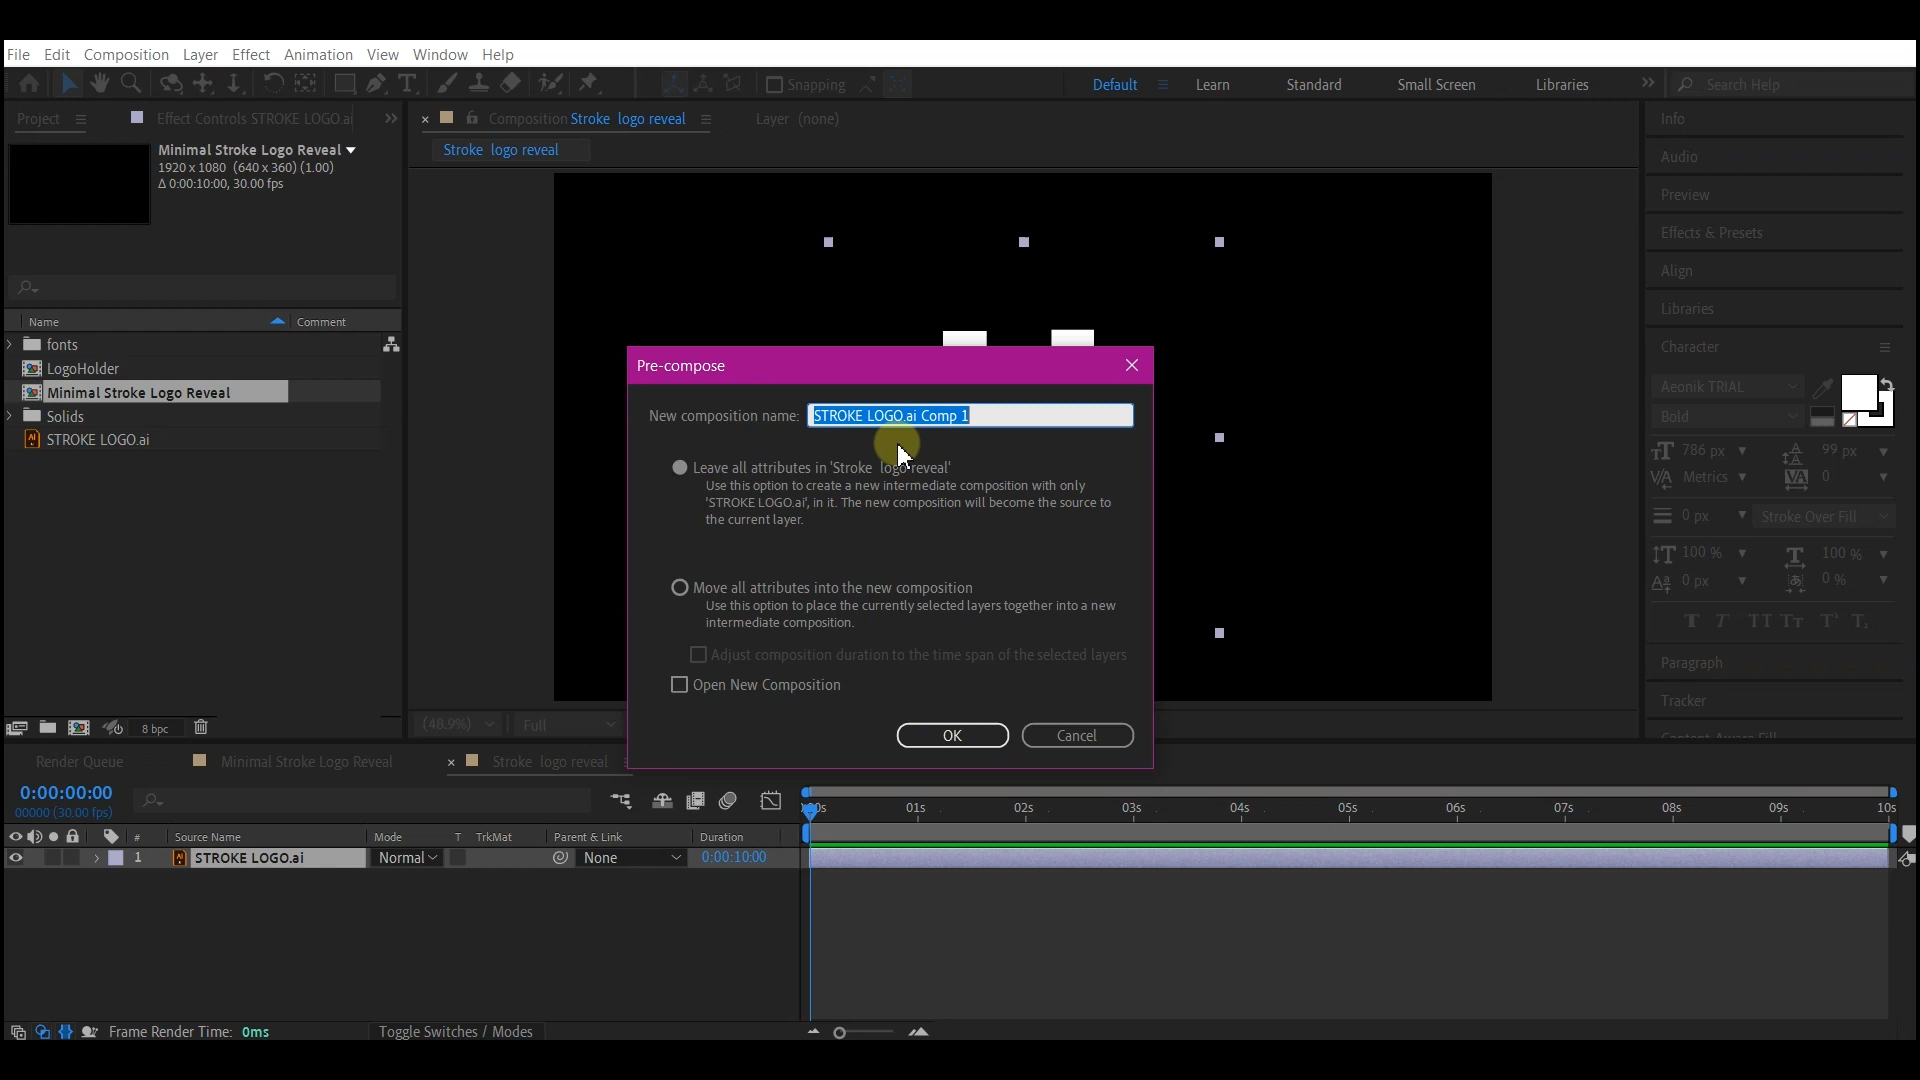 File Edit Composition Layer Effect Animation View Window Help
Snapping Default Learn Standard Small Screen Libraries Search Help
Project Effect Controls STROKE LOGO.ai
Composition Stroke logo reveal Layer (none)
Stroke logo reveal
Minimal Stroke Logo Reveal
1920 x 1080 (640 x 360) (1.00)
Δ 0:00:10:00, 30.00 fps
Name Comment
fonts
LogoHolder
Minimal Stroke Logo Reveal
Solids
STROKE LOGO.ai
8 bpc
Pre-compose
New composition name: STROKE LOGO.ai Comp 1
Leave all attributes in 'Stroke logo reveal'
Use this option to create a new intermediate composition with only
'STROKE LOGO.ai', in it. The new composition will become the source to
the current layer.
Move all attributes into the new composition
Use this option to place the currently selected layers together into a new
intermediate composition.
Adjust composition duration to the time span of the selected layers
Open New Composition
OK Cancel
(48.9%) Full
Info
Audio
Preview
Effects & Presets
Align
Libraries
Character
Aeonik TRIAL
Bold
786 px 99 px
Metrics 0
0 px Stroke Over Fill
100 % 100 %
0 px 0 %
T T TT Tт T¹ T₁
Paragraph
Tracker
Content-Aware Fill
Render Queue Minimal Stroke Logo Reveal Stroke logo reveal
0:00:00:00
00000 (30.00 fps)
00s 01s 02s 03s 04s 05s 06s 07s 08s 09s 10s
# Source Name Mode T TrkMat Parent & Link Duration
1 STROKE LOGO.ai Normal None 0:00:10:00
Frame Render Time: 0ms Toggle Switches / Modes